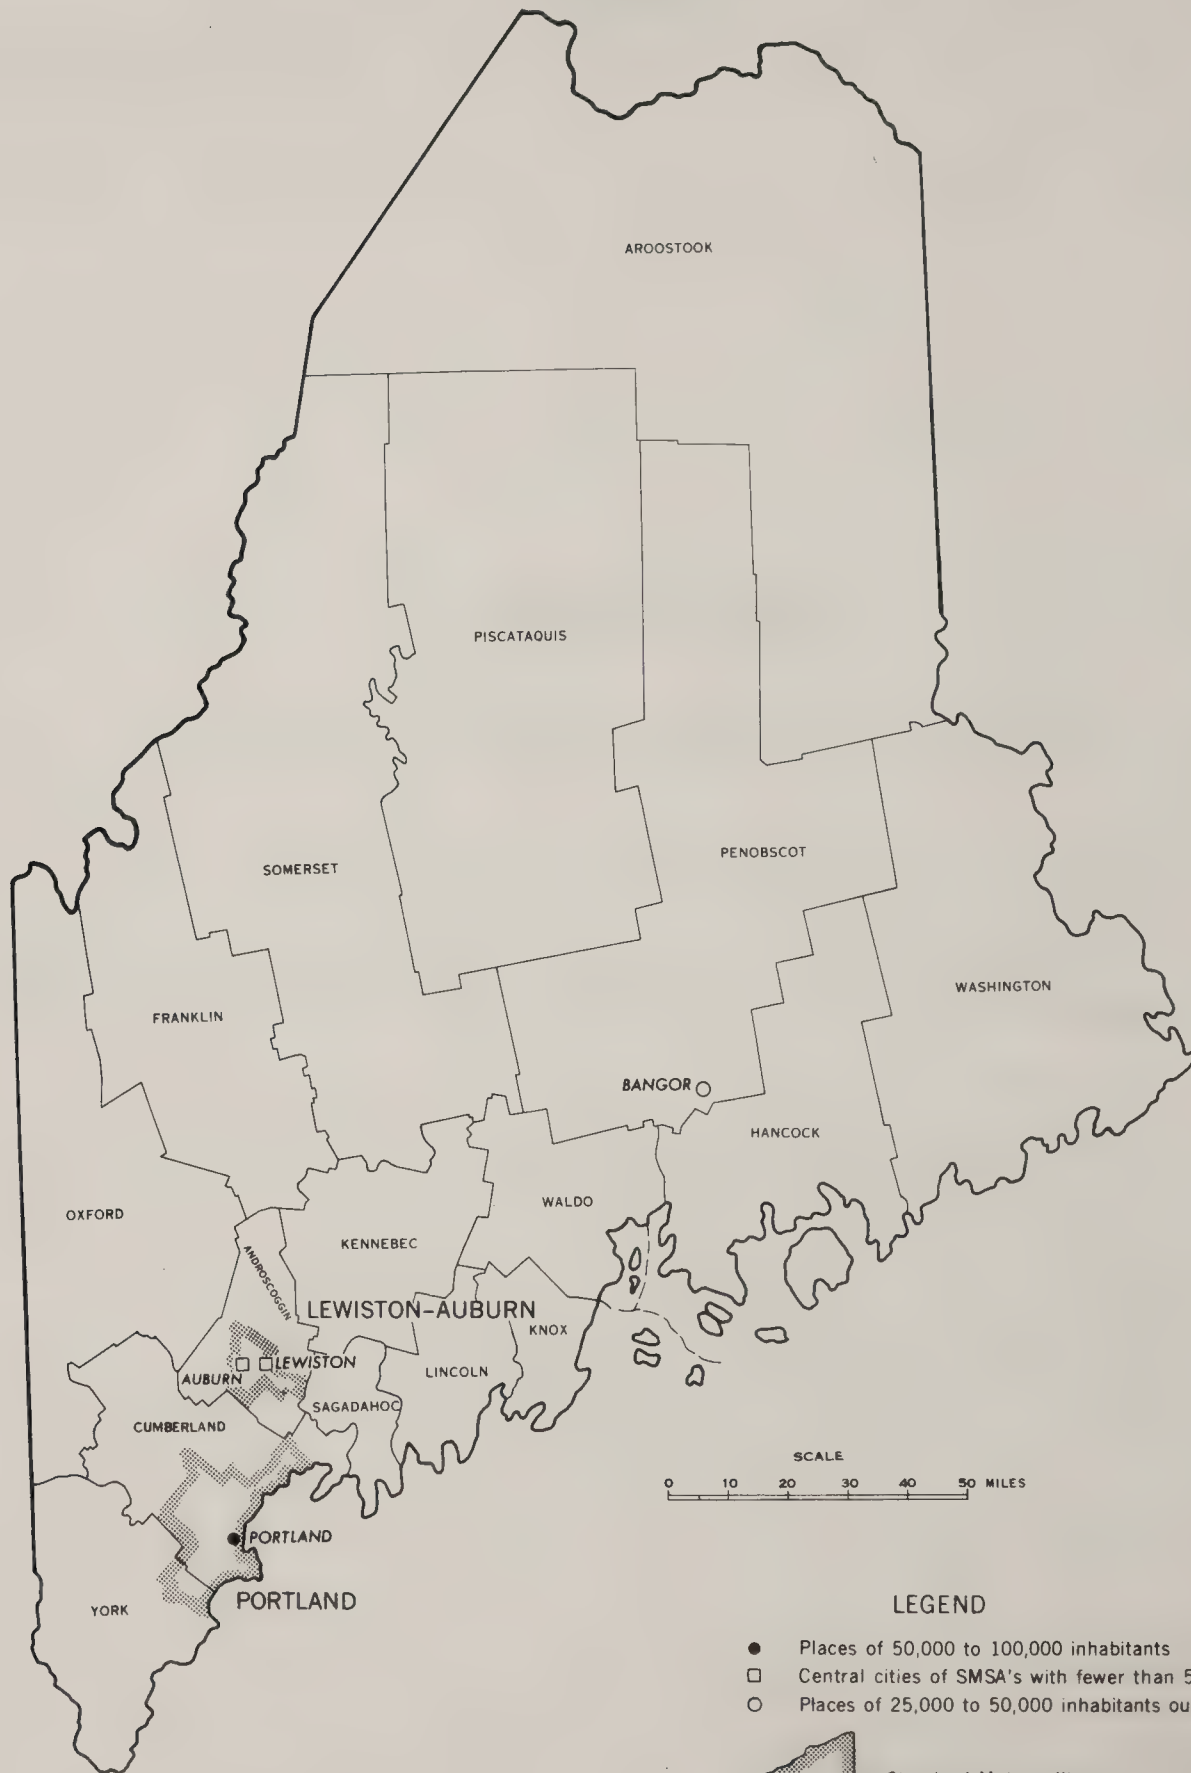 AROOSTOOK
PISCATAQUIS
SOMERSET
PENOBSCOT
FRANKLIN
WASHINGTON
BANGOR
HANCOCK
OXFORD
WALDO
KENNEBEC
ANDROSCOGGIN
LEWISTON-AUBURN
KNOX
LEWISTON
AUBURN
LINCOLN
SAGADAHOC
CUMBERLAND
SCALE
0 10 20 30 40 50 MILES
PORTLAND
PORTLAND
YORK
LEGEND
Places of 50,000 to 100,000 inhabitants
Central cities of SMSA's with fewer than
Places of 25,000 to 50,000 inhabitants